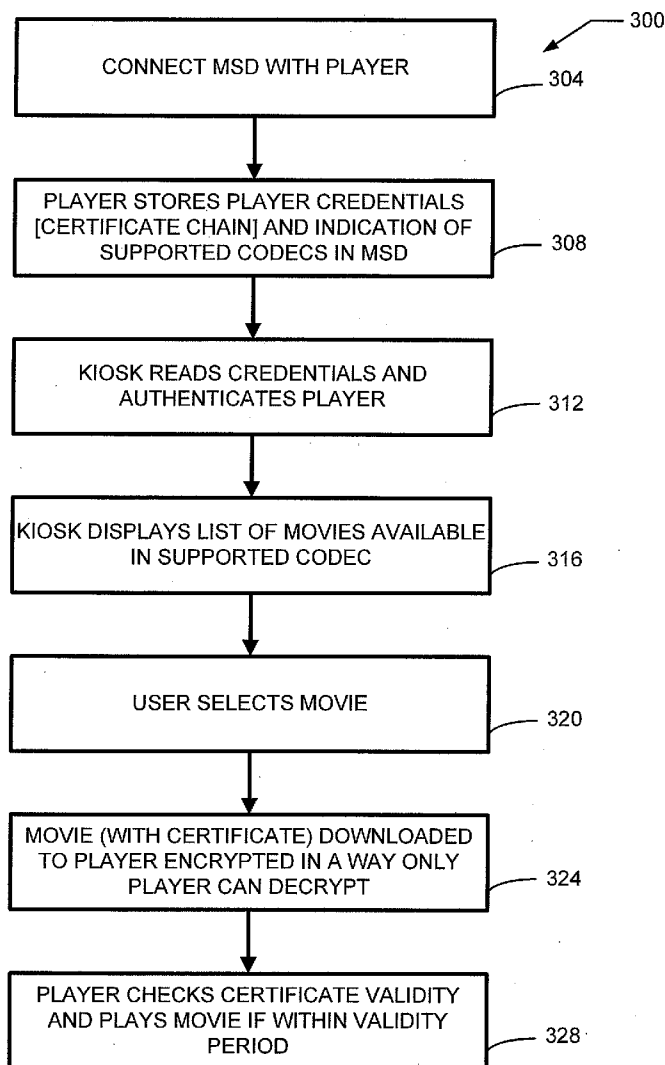 300
CONNECT MSD WITH PLAYER
304
PLAYER STORES PLAYER CREDENTIALS
[CERTIFICATE CHAIN] AND INDICATION OF
SUPPORTED CODECS IN MSD
308
KIOSK READS CREDENTIALS AND
AUTHENTICATES PLAYER
312
KIOSK DISPLAYS LIST OF MOVIES AVAILABLE
IN SUPPORTED CODEC
316
USER SELECTS MOVIE
320
MOVIE (WITH CERTIFICATE) DOWNLOADED
TO PLAYER ENCRYPTED IN A WAY ONLY
PLAYER CAN DECRYPT
324
PLAYER CHECKS CERTIFICATE VALIDITY
AND PLAYS MOVIE IF WITHIN VALIDITY
PERIOD
328